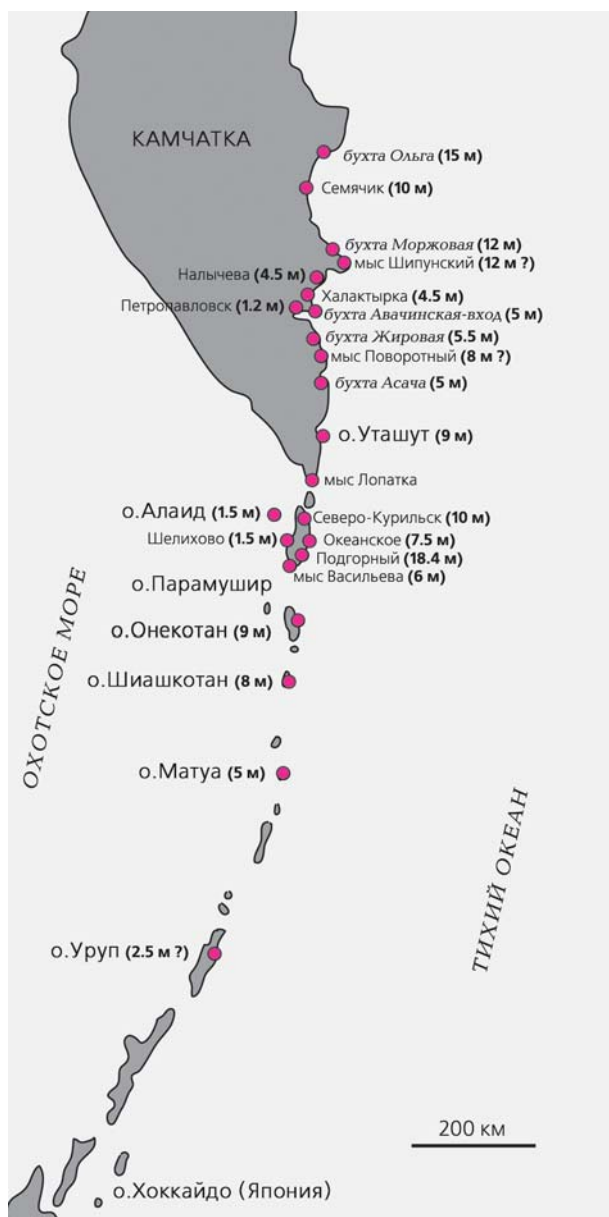 КАМЧАТКА
бухта Ольга (15 м)
Семячик (10 м)
бухта Моржовая (12 м)
мыс Шипунский (12 м ?)
Налычева (4.5 м)
Халактырка (4.5 м)
Петропавловск (1.2 м)
бухта Авачинская-вход (5 м)
бухта Жировая (5.5 м)
мыс Поворотный (8 м ?)
бухта Асача (5 м)
о.Уташут (9 м)
мыс Лопатка
о.Алаид (1.5 м)
Северо-Курильск (10 м)
Шелихово (1.5 м)
Океанское (7.5 м)
Подгорный (18.4 м)
мыс Васильева (6 м)
о.Парамушир
о.Онекотан (9 м)
о.Шиашкотан (8 м)
ОХОТСКОЕ МОРЕ
о.Матуа (5 м)
ТИХИЙ ОКЕАН
о.Уруп (2.5 м ?)
200 км
о.Хоккайдо (Япония)